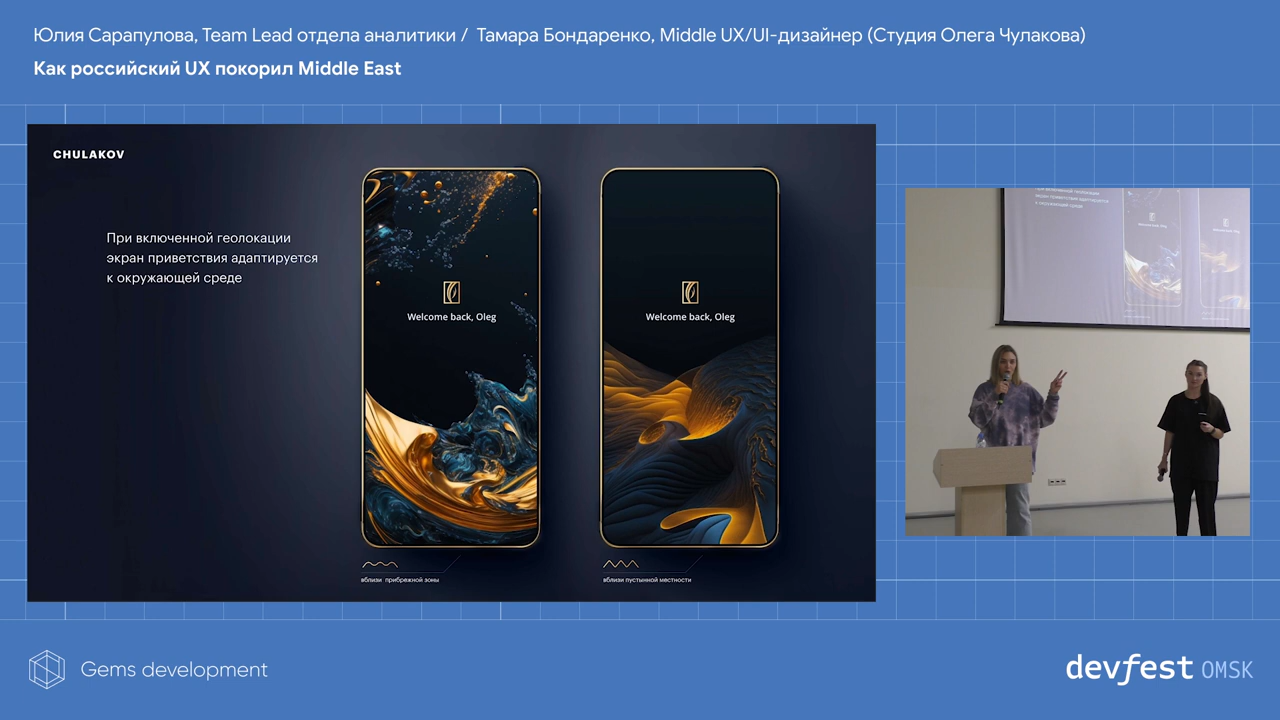 Юлия Сарапулова, Team Lead отдела аналитики / Тамара Бондаренко, Middle UX/UI-дизайнер (Студия Олега Чулакова)
Как российский UX покорил Middle East
CHULAKOV
При включенной геолокации
экран приветствия адаптируется
к окружающей среде
Welcome back, Oleg
Welcome back, Oleg
вблизи прибрежной зоны
вблизи пустынной местности
Gems development
devfest OMSK